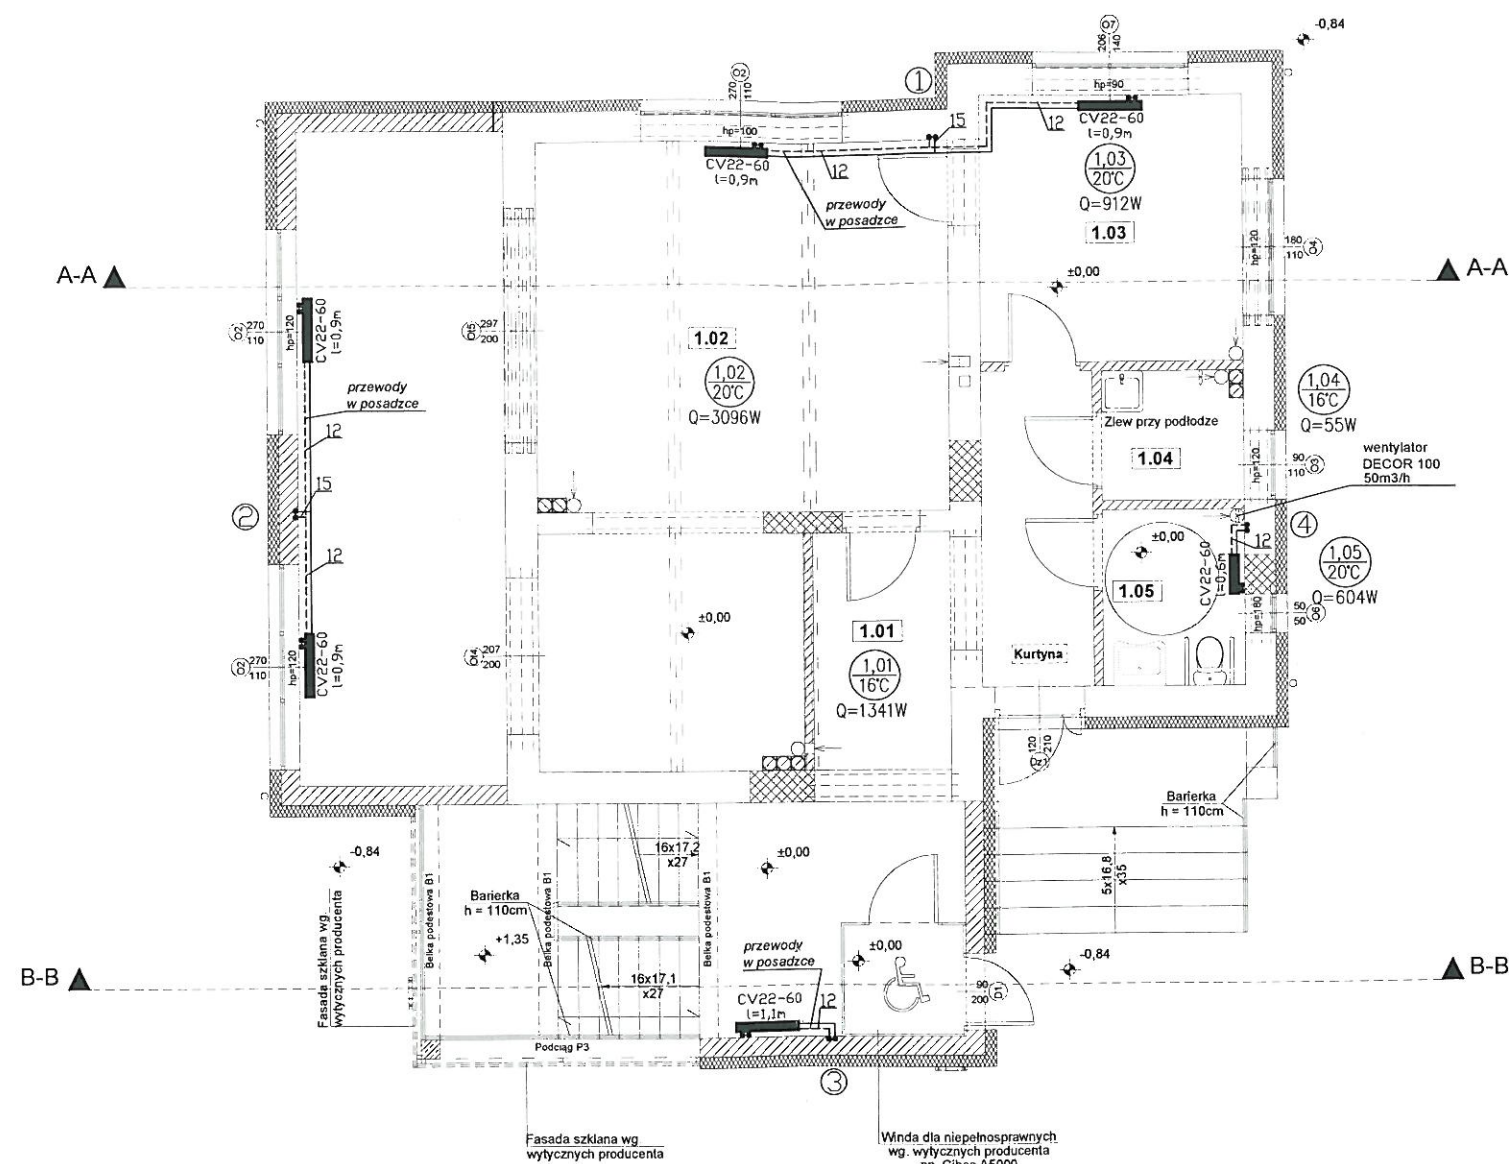 -0,84
O7
206
140
O2
270
110
1
hp=90
hp=100
CV22-60
l=0,9m
12
15
CV22-60
l=0,9m
12
1,03
20°C
Q=912W
1.03
przewody
w posadzce
180
110
O4
hp=120
A-A
A-A
±0,00
O2
270
110
hp=120
CV22-60
l=0,9m
Ot5
297
200
1.02
1,02
20°C
Q=3096W
przewody
w posadzce
12
15
2
12
1,04
16°C
Q=55W
Zlew przy podłodze
1.04
hp=120
90
110
O3
wentylator
DECOR 100
50m3/h
4
12
±0,00
1,05
20°C
Q=604W
1.05
CV22-60
l=0,6m
hp=180
50
50
O6
±0,00
1.01
1,01
16°C
Q=1341W
Kurtyna
Ot4
207
200
O2
270
110
hp=120
CV22-60
l=0,9m
120
210
Dz1
Barierka
h = 110cm
5x16,8
x35
-0,84
16x17,2
x27
±0,00
Belka podestowa B1
Belka podestowa B1
Belka podestowa B1
Barierka
h = 110cm
+1,35
Fasada szklana wg
wytycznych producenta
przewody
w posadzce
±0,00
-0,84
B-B
B-B
16x17,1
x27
CV22-60
l=1,1m
12
90
200
D1
Podciąg P3
3
Fasada szklana wg
wytycznych producenta
Winda dla niepełnosprawnych
wg. wytycznych producenta